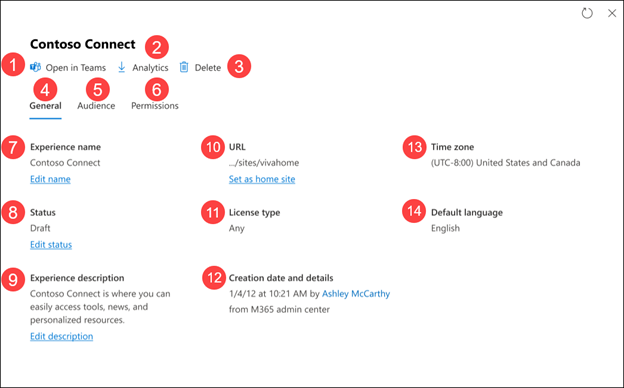 Contoso Connect
2
1 Open in Teams Analytics Delete 3
4 5 6
General Audience Permissions
7 Experience name 10 URL 13 Time zone
Contoso Connect .../sites/vivahome (UTC-8:00) United States and Canada
Edit name Set as home site
8 Status 11 License type 14 Default language
Draft Any English
Edit status
9 Experience description 12 Creation date and details
Contoso Connect is where you can 1/4/12 at 10:21 AM by Ashley McCarthy
easily access tools, news, and from M365 admin center
personalized resources.
Edit description